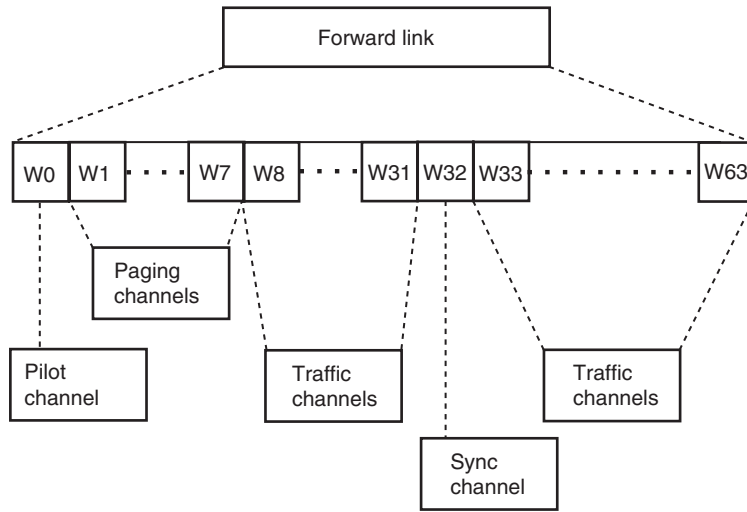 Forward link
W0 W1 W7 W8 W31 W32 W33 W63
Paging
channels
Pilot
channel
Traffic
channels
Traffic
channels
Sync
channel